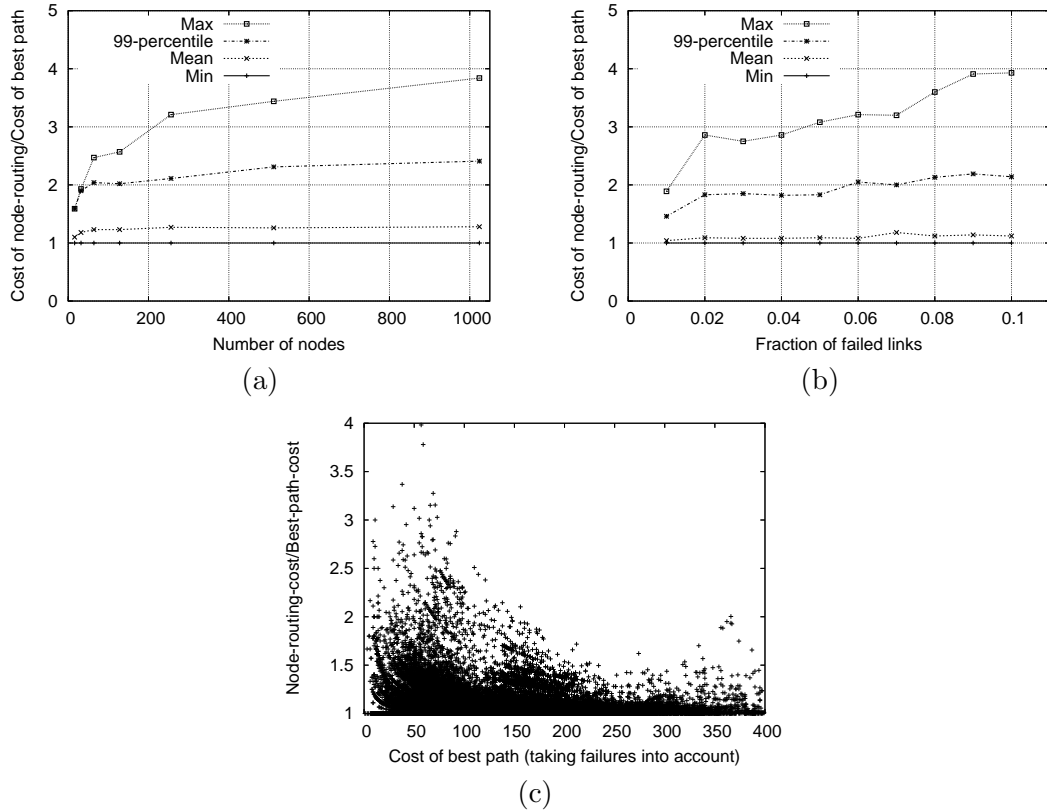 Cost of node-routing/Cost of best path
5
4
3
2
1
0
Max
99-percentile
Mean
Min
0 200 400 600 800 1000
Number of nodes
(a)
Cost of node-routing/Cost of best path
5
4
3
2
1
0
Max
99-percentile
Mean
Min
0 0.02 0.04 0.06 0.08 0.1
Fraction of failed links
(b)
Node-routing-cost/Best-path-cost
4
3.5
3
2.5
2
1.5
1
0 50 100 150 200 250 300 350 400
Cost of best path (taking failures into account)
(c)